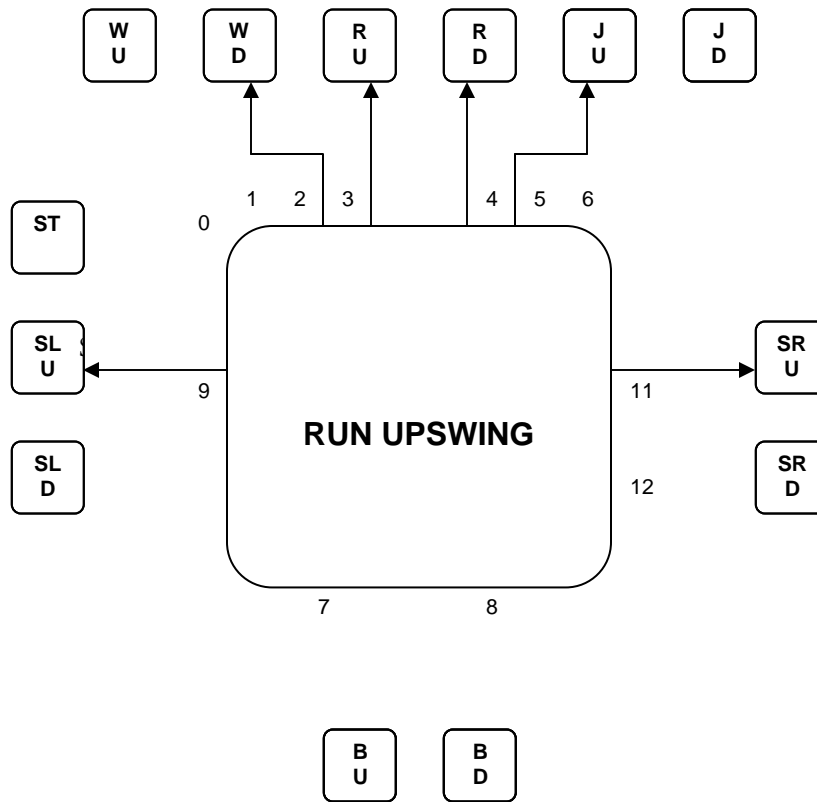 W W R R J J
U D U D U D
0 1 2 3 4 5 6
ST
SL
U
SR
U
9 11
RUN UPSWING
SL
D
12
SR
D
7 8
B B
U D